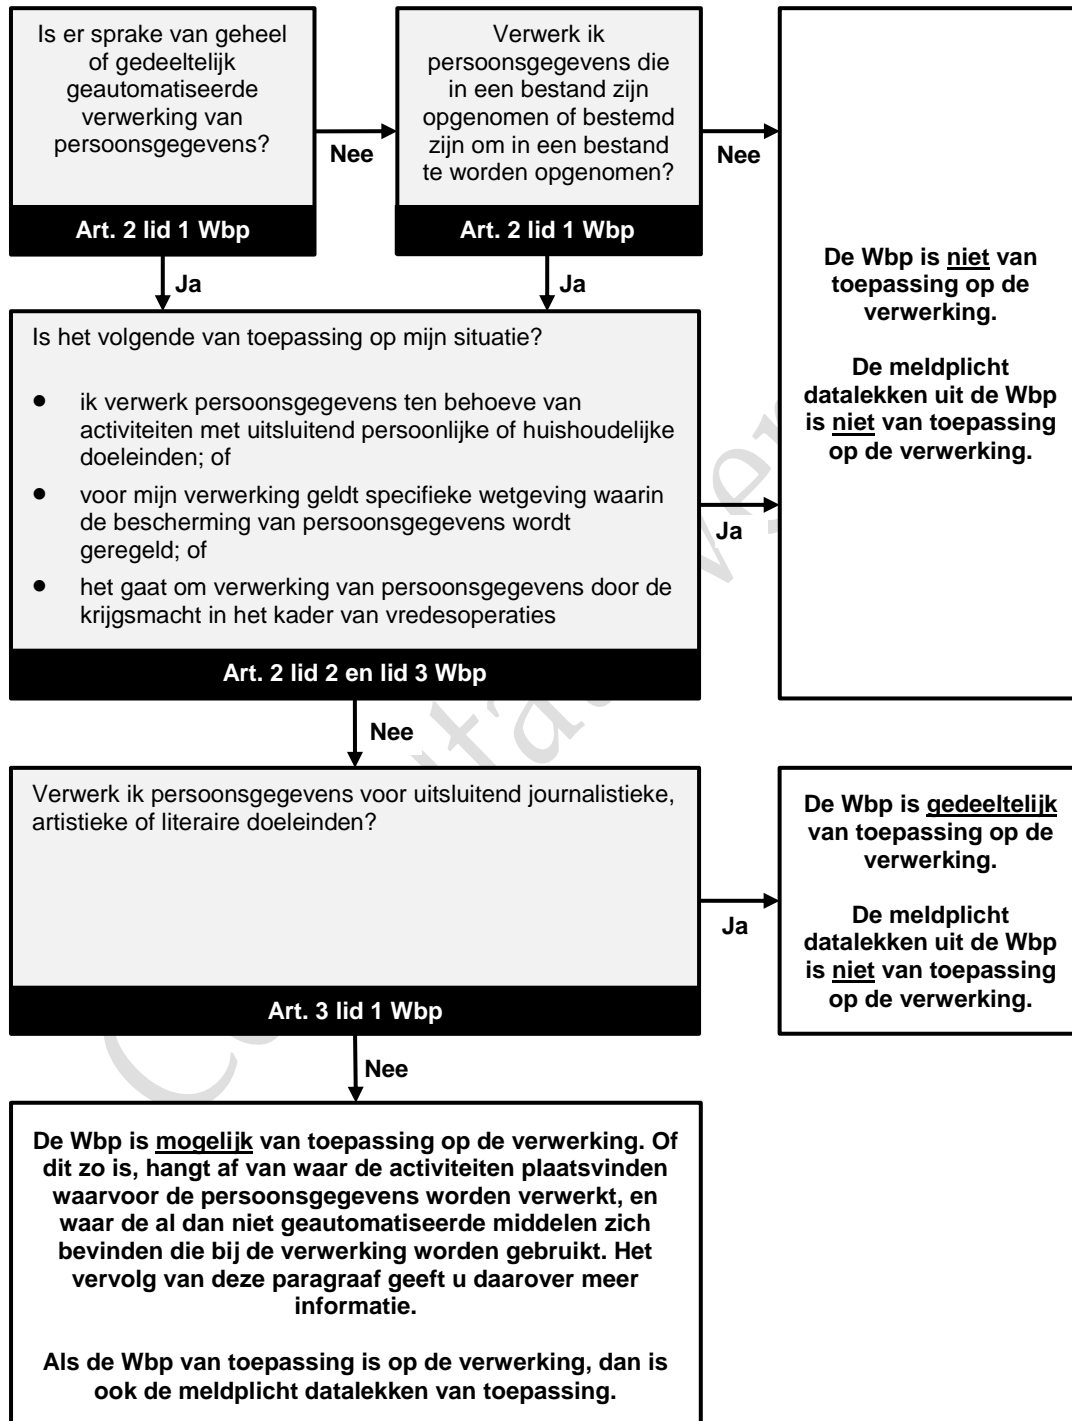 Is er sprake van geheel
of gedeeltelijk
geautomatiseerde
verwerking van
persoonsgegevens?
Art. 2 lid 1 Wbp
Nee
Verwerk ik
persoonsgegevens die
in een bestand zijn
opgenomen of bestemd
zijn om in een bestand
te worden opgenomen?
Art. 2 lid 1 Wbp
Nee
De Wbp is niet van
toepassing op de
verwerking.
De meldplicht
datalekken uit de Wbp
is niet van toepassing
op de verwerking.
Ja
Ja
Is het volgende van toepassing op mijn situatie?
● ik verwerk persoonsgegevens ten behoeve van
activiteiten met uitsluitend persoonlijke of huishoudelijke
doeleinden; of
● voor mijn verwerking geldt specifieke wetgeving waarin
de bescherming van persoonsgegevens wordt
geregeld; of
● het gaat om verwerking van persoonsgegevens door de
krijgsmacht in het kader van vredesoperaties
Art. 2 lid 2 en lid 3 Wbp
Ja
Nee
Verwerk ik persoonsgegevens voor uitsluitend journalistieke,
artistieke of literaire doeleinden?
Art. 3 lid 1 Wbp
Ja
De Wbp is gedeeltelijk
van toepassing op de
verwerking.
De meldplicht
datalekken uit de Wbp
is niet van toepassing
op de verwerking.
Nee
De Wbp is mogelijk van toepassing op de verwerking. Of
dit zo is, hangt af van waar de activiteiten plaatsvinden
waarvoor de persoonsgegevens worden verwerkt, en
waar de al dan niet geautomatiseerde middelen zich
bevinden die bij de verwerking worden gebruikt. Het
vervolg van deze paragraaf geeft u daarover meer
informatie.
Als de Wbp van toepassing is op de verwerking, dan is
ook de meldplicht datalekken van toepassing.